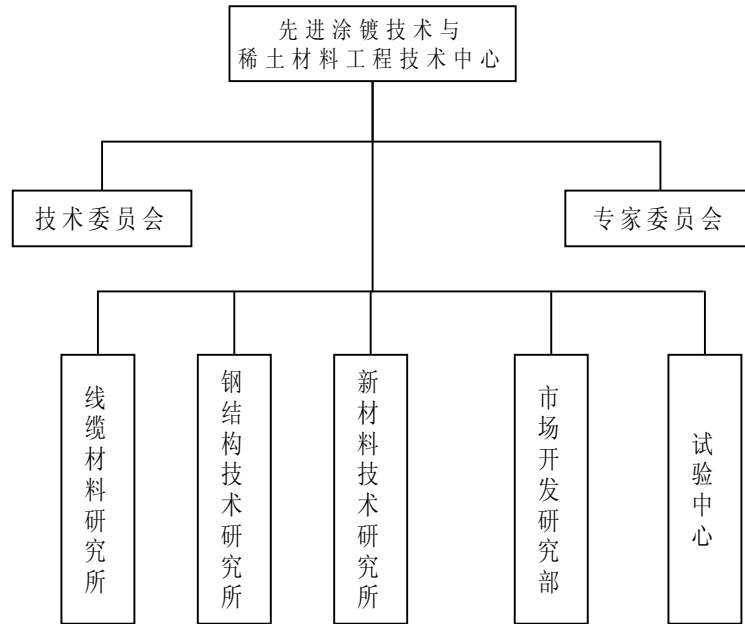 先进涂镀技术与
稀土材料工程技术中心
技术委员会
专家委员会
线缆材料研究所
钢结构技术研究所
新材料技术研究所
市场开发研究部
试验中心